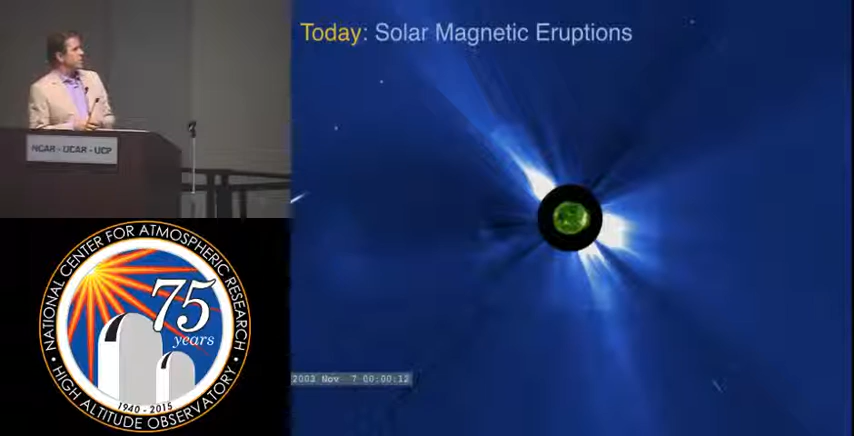 Today: Solar Magnetic Eruptions
NCAR - UCAR - UCP
NATIONAL CENTER FOR ATMOSPHERIC RESEARCH
75
years
1940 - 2015
HIGH ALTITUDE OBSERVATORY
2003 Nov 7 00:00:12